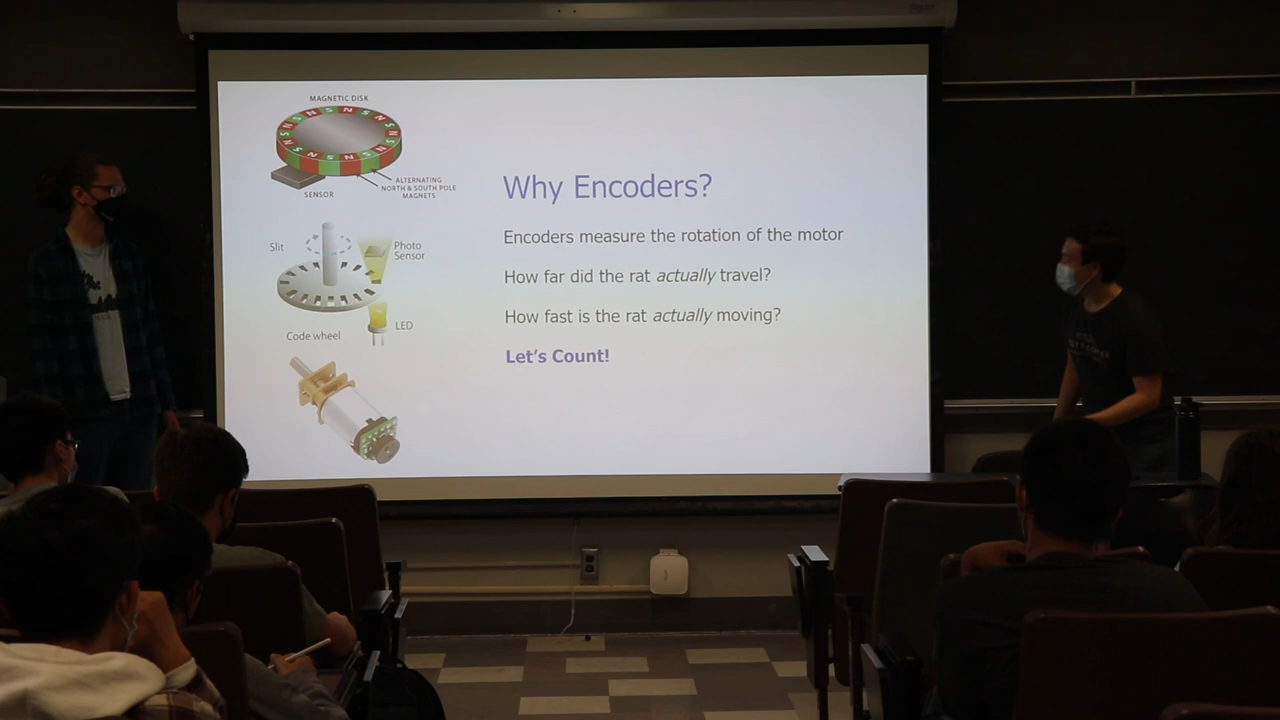 MAGNETIC DISK
S N S N S N S N
N S N S N
SENSOR
ALTERNATING
NORTH & SOUTH POLE
MAGNETS
Slit
Photo
Sensor
Code wheel
LED
Why Encoders?
Encoders measure the rotation of the motor
How far did the rat actually travel?
How fast is the rat actually moving?
Let's Count!